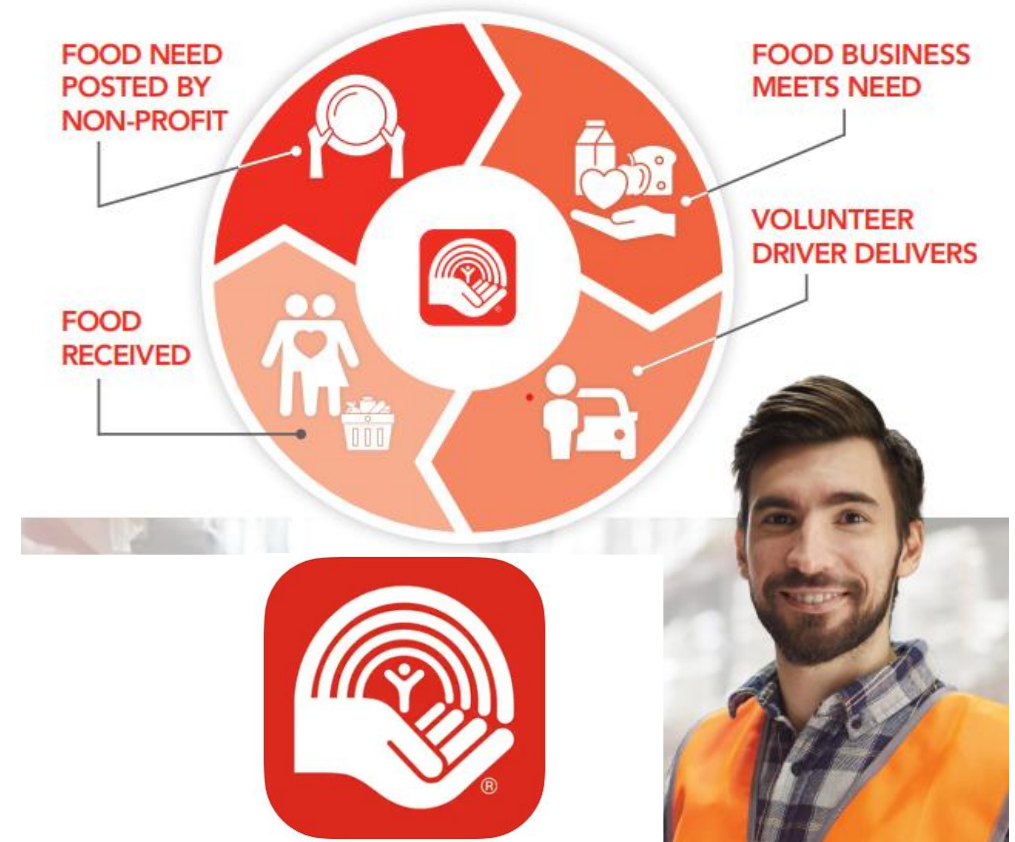 FOOD NEED
POSTED BY
NON-PROFIT
FOOD BUSINESS
MEETS NEED
VOLUNTEER
DRIVER DELIVERS
FOOD
RECEIVED
®